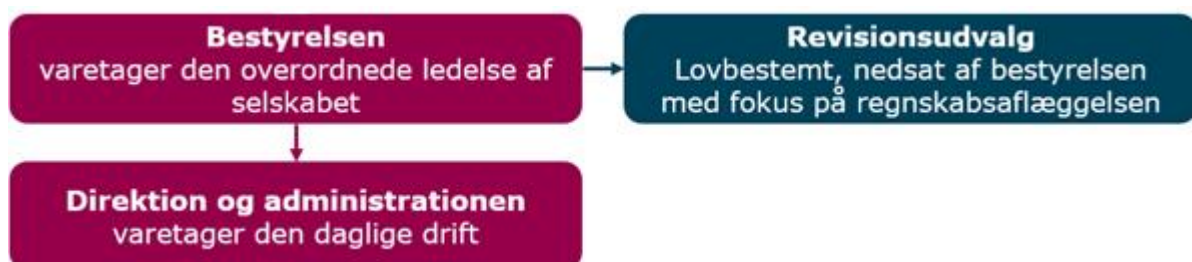 Bestyrelsen
varetager den overordnede ledelse af
selskabet
Revisionsudvalg
Lovbestemt, nedsat af bestyrelsen
med fokus på regnskabsaflæggelsen
Direktion og administrationen
varetager den daglige drift